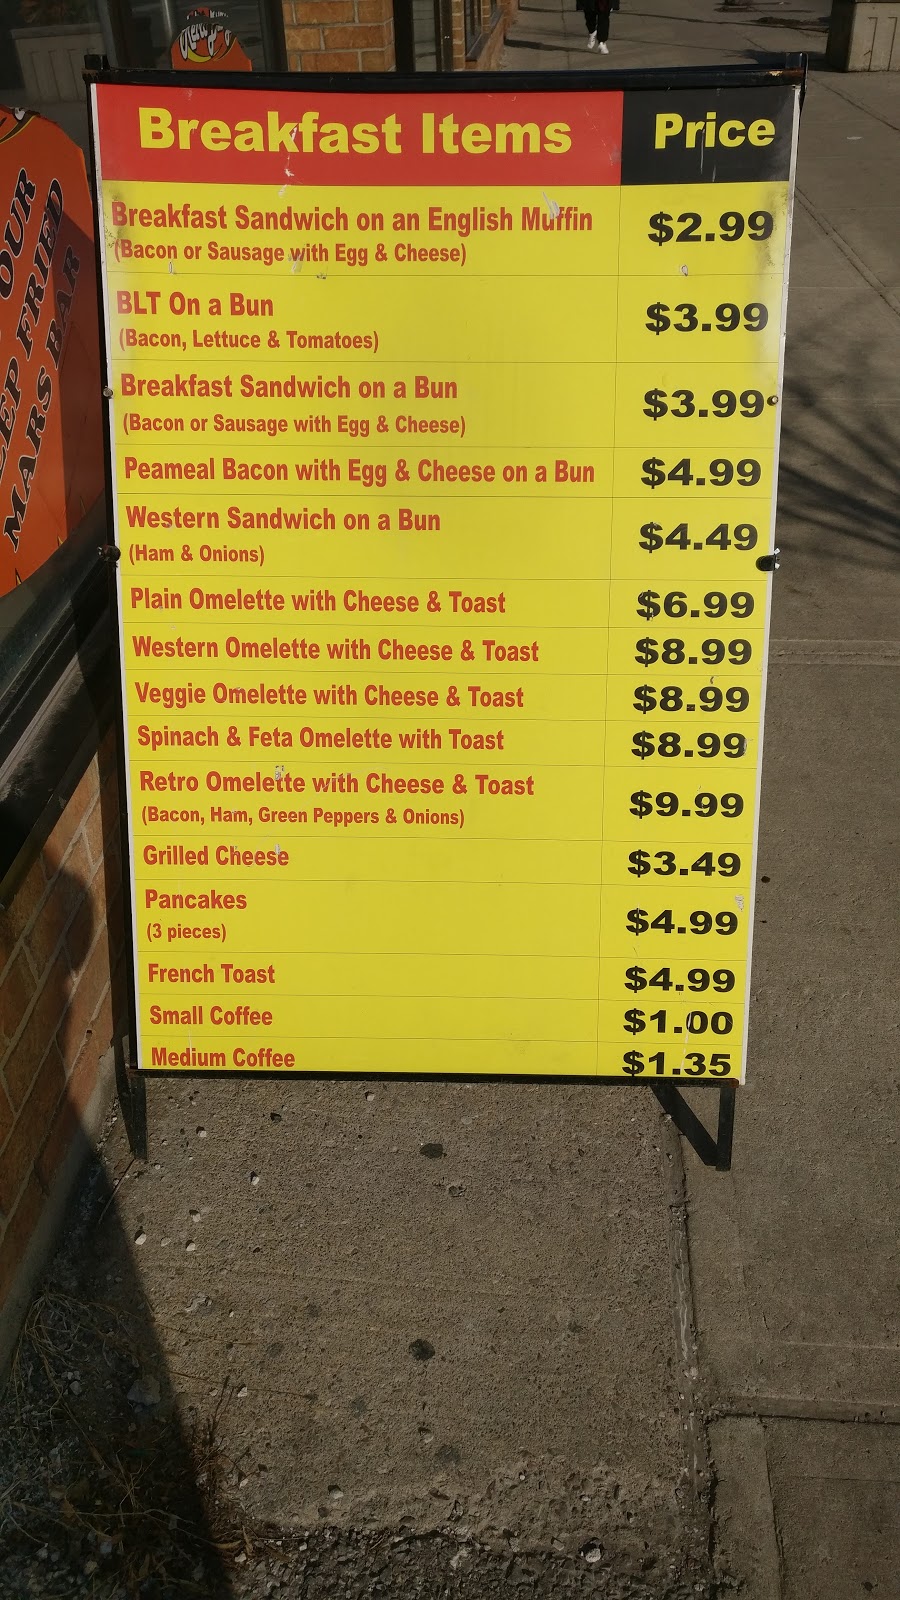 Breakfast Items Price
Breakfast Sandwich on an English Muffin $2.99
(Bacon or Sausage with Egg & Cheese)
BLT On a Bun $3.99
(Bacon, Lettuce & Tomatoes)
Breakfast Sandwich on a Bun $3.99
(Bacon or Sausage with Egg & Cheese)
Peameal Bacon with Egg & Cheese on a Bun $4.99
Western Sandwich on a Bun $4.49
(Ham & Onions)
Plain Omelette with Cheese & Toast $6.99
Western Omelette with Cheese & Toast $8.99
Veggie Omelette with Cheese & Toast $8.99
Spinach & Feta Omelette with Toast $8.99
Retro Omelette with Cheese & Toast $9.99
(Bacon, Ham, Green Peppers & Onions)
Grilled Cheese $3.49
Pancakes $4.99
(3 pieces)
French Toast $4.99
Small Coffee $1.00
Medium Coffee $1.35
OUR
EP FRIED
MARS BAR